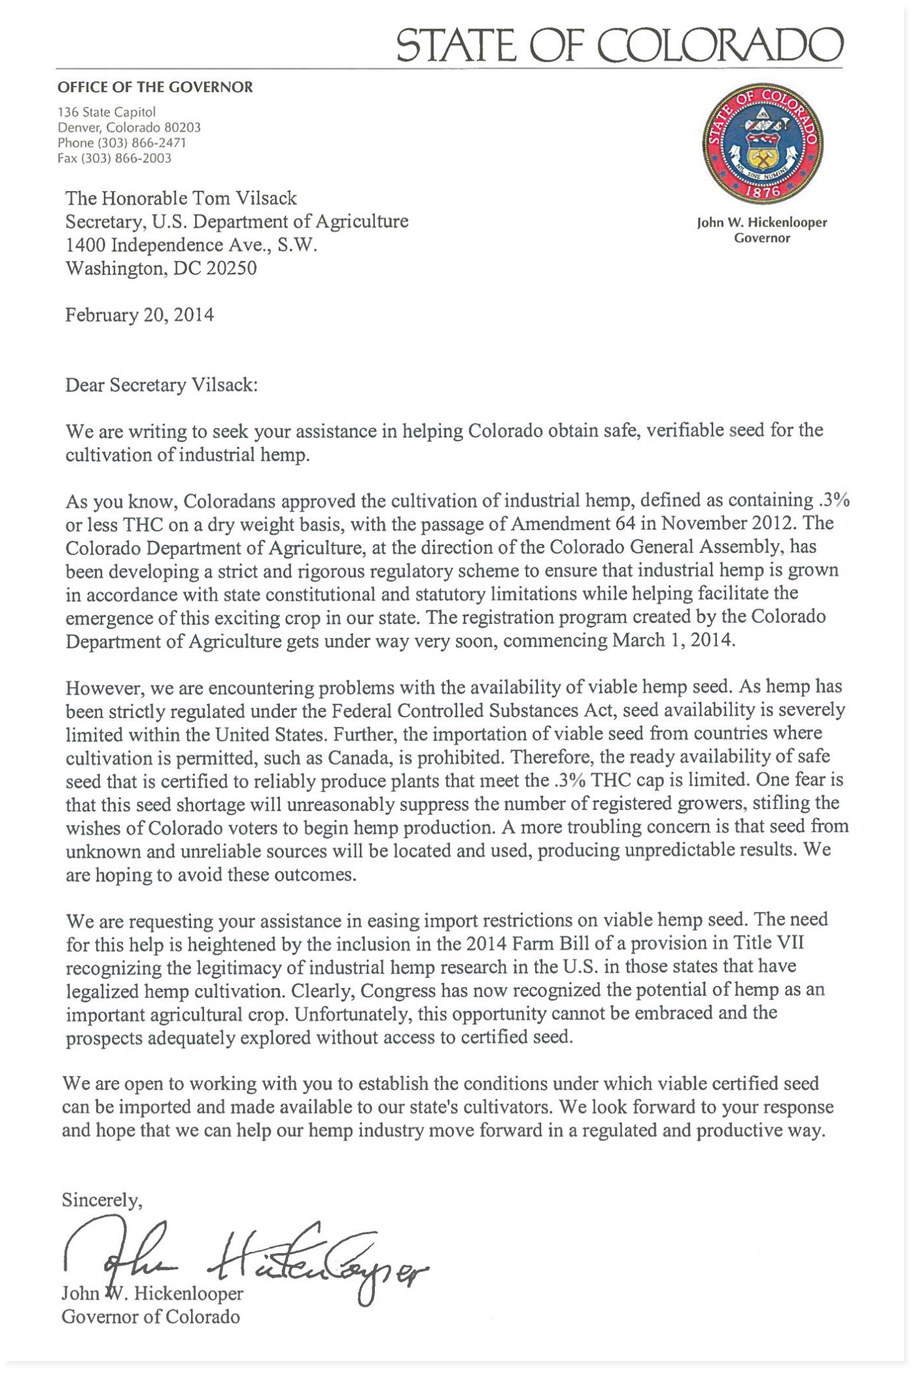 STATE OF COLORADO
OFFICE OF THE GOVERNOR
136 State Capitol
Denver, Colorado 80203
Phone (303) 866-2471
Fax (303) 866-2003
STATE OF COLORADO
NIL SINE NUMINE
1876
John W. Hickenlooper
Governor
The Honorable Tom Vilsack
Secretary, U.S. Department of Agriculture
1400 Independence Ave., S.W.
Washington, DC 20250
February 20, 2014
Dear Secretary Vilsack:
We are writing to seek your assistance in helping Colorado obtain safe, verifiable seed for the
cultivation of industrial hemp.
As you know, Coloradans approved the cultivation of industrial hemp, defined as containing .3%
or less THC on a dry weight basis, with the passage of Amendment 64 in November 2012. The
Colorado Department of Agriculture, at the direction of the Colorado General Assembly, has
been developing a strict and rigorous regulatory scheme to ensure that industrial hemp is grown
in accordance with state constitutional and statutory limitations while helping facilitate the
emergence of this exciting crop in our state. The registration program created by the Colorado
Department of Agriculture gets under way very soon, commencing March 1, 2014.
However, we are encountering problems with the availability of viable hemp seed. As hemp has
been strictly regulated under the Federal Controlled Substances Act, seed availability is severely
limited within the United States. Further, the importation of viable seed from countries where
cultivation is permitted, such as Canada, is prohibited. Therefore, the ready availability of safe
seed that is certified to reliably produce plants that meet the .3% THC cap is limited. One fear is
that this seed shortage will unreasonably suppress the number of registered growers, stifling the
wishes of Colorado voters to begin hemp production. A more troubling concern is that seed from
unknown and unreliable sources will be located and used, producing unpredictable results. We
are hoping to avoid these outcomes.
We are requesting your assistance in easing import restrictions on viable hemp seed. The need
for this help is heightened by the inclusion in the 2014 Farm Bill of a provision in Title VII
recognizing the legitimacy of industrial hemp research in the U.S. in those states that have
legalized hemp cultivation. Clearly, Congress has now recognized the potential of hemp as an
important agricultural crop. Unfortunately, this opportunity cannot be embraced and the
prospects adequately explored without access to certified seed.
We are open to working with you to establish the conditions under which viable certified seed
can be imported and made available to our state's cultivators. We look forward to your response
and hope that we can help our hemp industry move forward in a regulated and productive way.
Sincerely,
John Hickenlooper
John W. Hickenlooper
Governor of Colorado